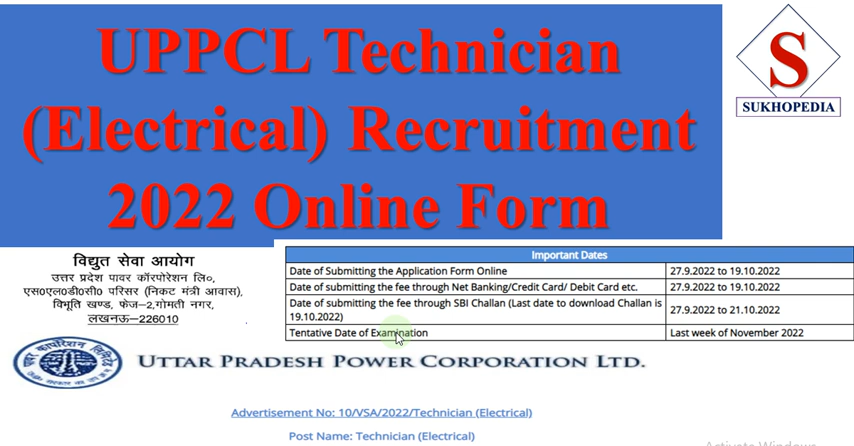 UPPCL Technician
(Electrical) Recruitment
2022 Online Form
S
SUKHOPEDIA
विद्युत सेवा आयोग
उत्तर प्रदेश पावर कॉरपोरेशन लि०,
एस०एल०डी०सी० परिसर (निकट मंत्री आवास),
विभूति खण्ड, फेज–2,गोमती नगर,
लखनऊ–226010
Important Dates
Date of Submitting the Application Form Online 27.9.2022 to 19.10.2022
Date of submitting the fee through Net Banking/Credit Card/ Debit Card etc. 27.9.2022 to 19.10.2022
Date of submitting the fee through SBI Challan (Last date to download Challan is
19.10.2022) 27.9.2022 to 21.10.2022
Tentative Date of Examination Last week of November 2022
UTTAR PRADESH POWER CORPORATION LTD.
Advertisement No: 10/VSA/2022/Technician (Electrical)
Post Name: Technician (Electrical)